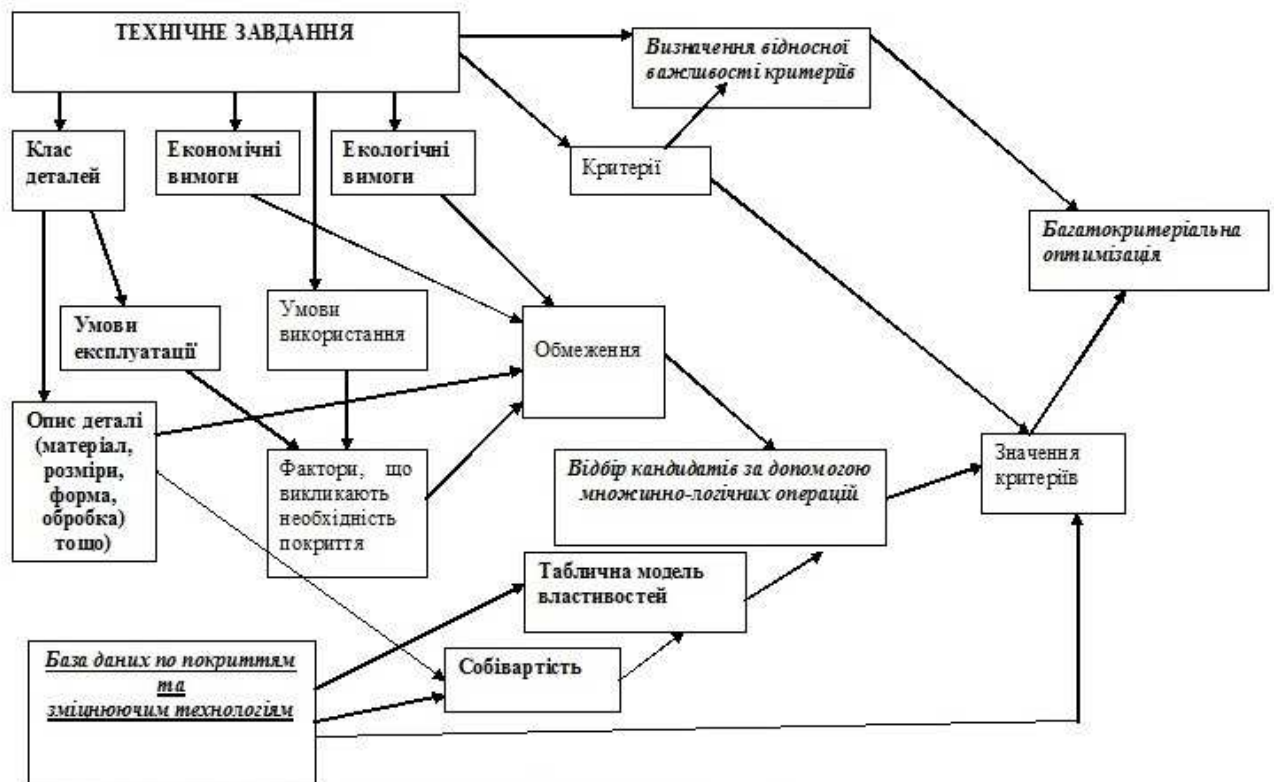 ТЕХНІЧНЕ ЗАВДАННЯ
Визначення відносної
важливості критеріїв
Клас
деталей
Економічні
вимоги
Екологічні
вимоги
Критерії
Багатокритеріальна
оптимізація
Умови
експлуатації
Умови
використання
Обмеження
Опис деталі
(матеріал,
розміри,
форма,
обробка)
тощо)
Фактори, що
викликають
необхідність
покриття
Відбір кандидатів за допомогою
множинно-логічних операцій
Значення
критеріїв
Таблична модель
властивостей
База даних по покриттям
та
зміцнюючим технологіям
Собівартість